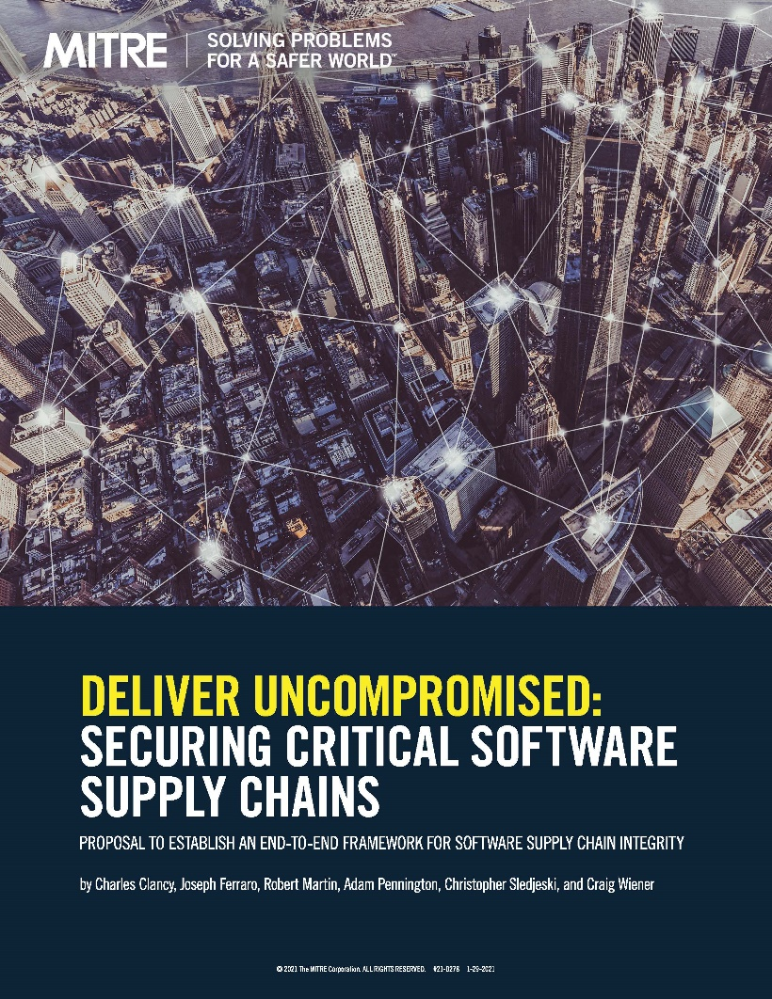 MITRE
SOLVING PROBLEMS
FOR A SAFER WORLD™
DELIVER UNCOMPROMISED:
SECURING CRITICAL SOFTWARE
SUPPLY CHAINS
PROPOSAL TO ESTABLISH AN END-TO-END FRAMEWORK FOR SOFTWARE SUPPLY CHAIN INTEGRITY
by Charles Clancy, Joseph Ferraro, Robert Martin, Adam Pennington, Christopher Sledjeski, and Craig Wiener
© 2021 The MITRE Corporation. ALL RIGHTS RESERVED. #21-0278 1-29-2021